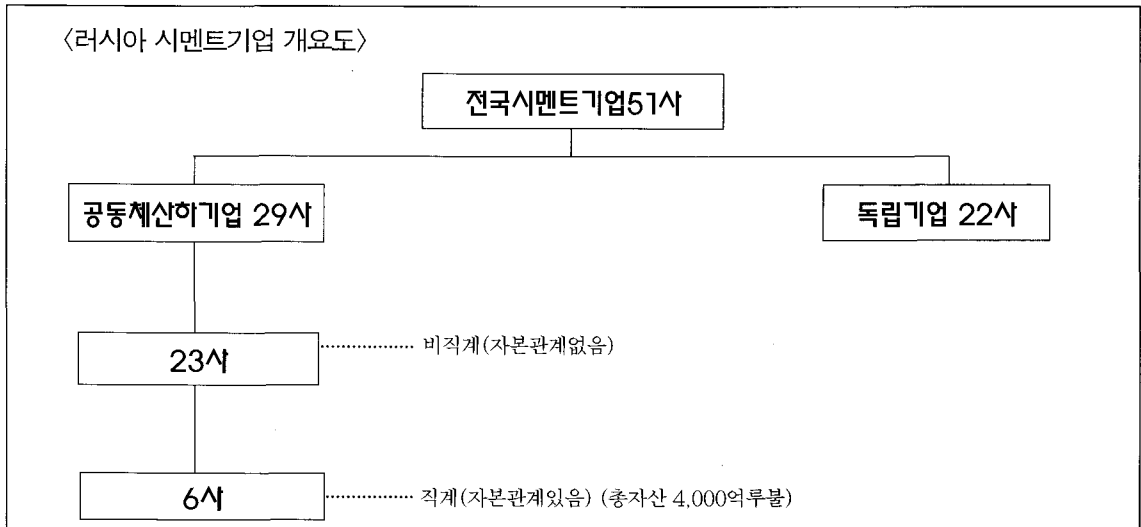 〈러시아 시멘트기업 개요도〉
전국시멘트기업51사
공동체산하기업 29사
독립기업 22사
23사
비직계(자본관계없음)
6사
직계(자본관계있음) (총자산 4,000억루불)